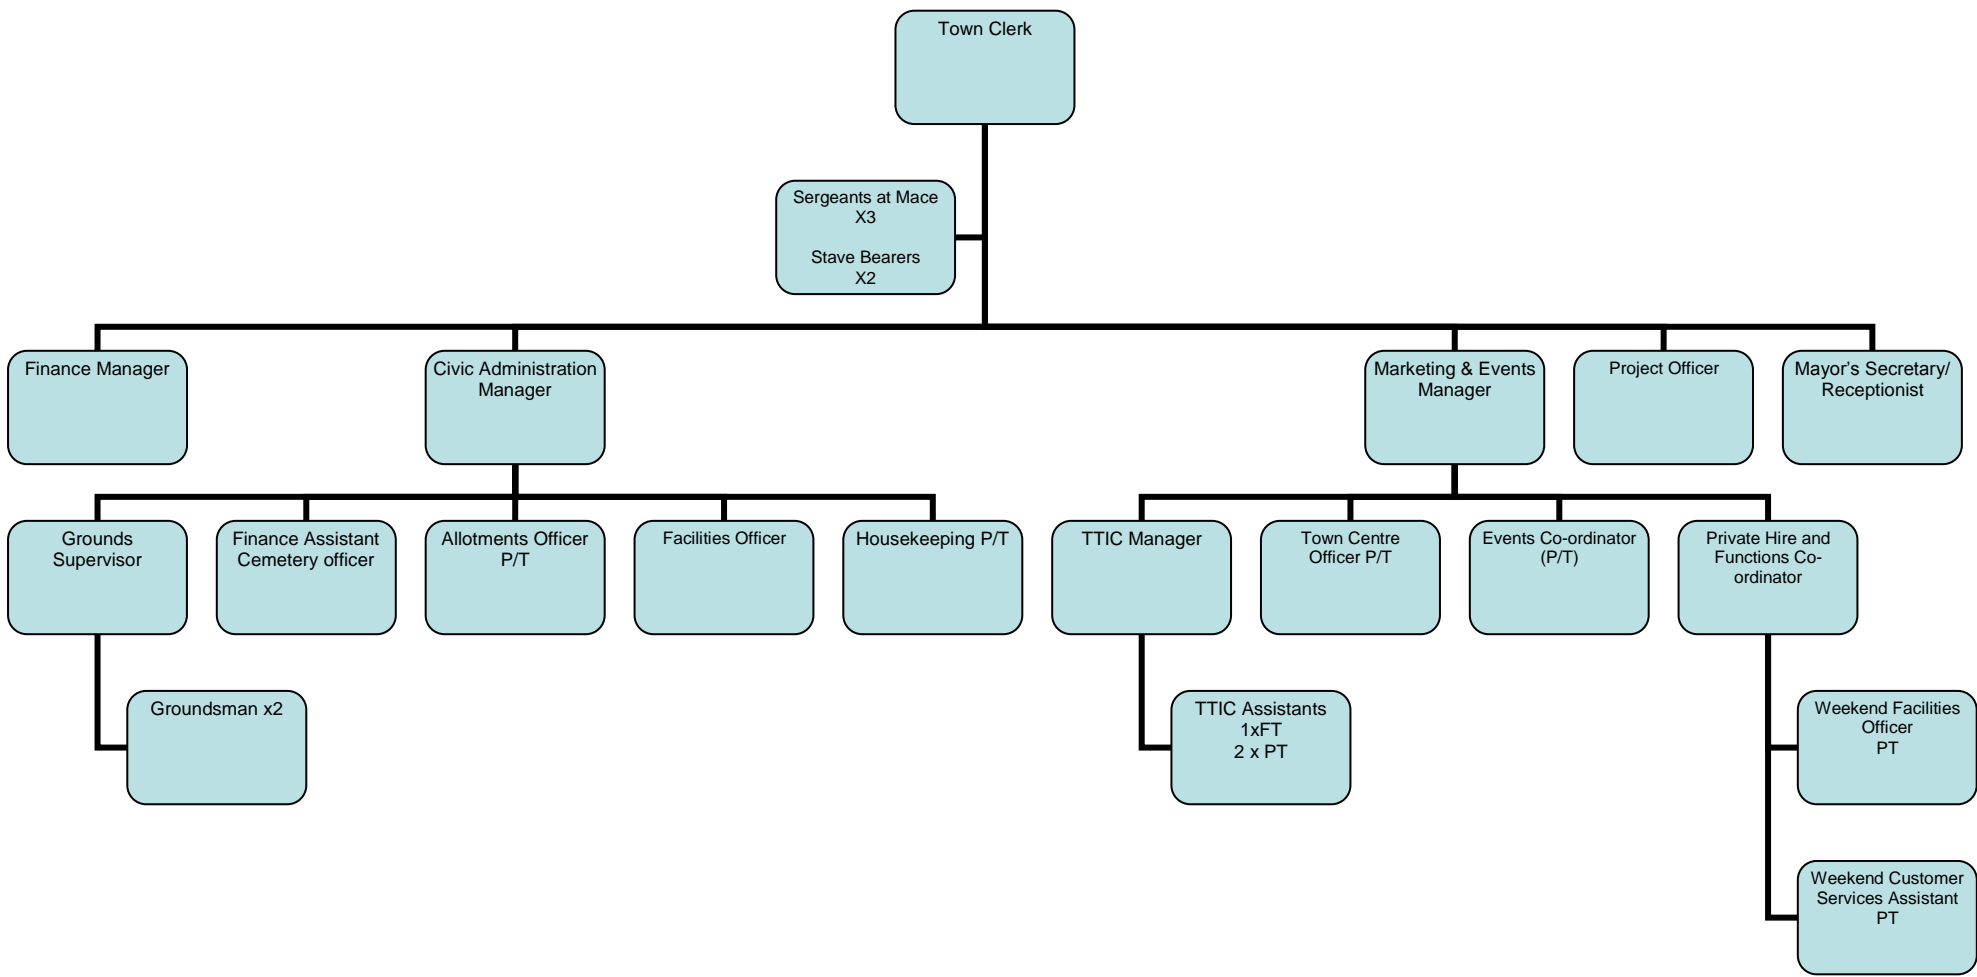 Town Clerk
Sergeants at Mace
X3
Stave Bearers
X2
Finance Manager
Civic Administration
Manager
Marketing & Events
Manager
Project Officer
Mayor’s Secretary/
Receptionist
Grounds
Supervisor
Finance Assistant
Cemetery officer
Allotments Officer
P/T
Facilities Officer
Housekeeping P/T
TTIC Manager
Town Centre
Officer P/T
Events Co-ordinator
(P/T)
Private Hire and
Functions Co-
ordinator
Groundsman x2
TTIC Assistants
1xFT
2 x PT
Weekend Facilities
Officer
PT
Weekend Customer
Services Assistant
PT